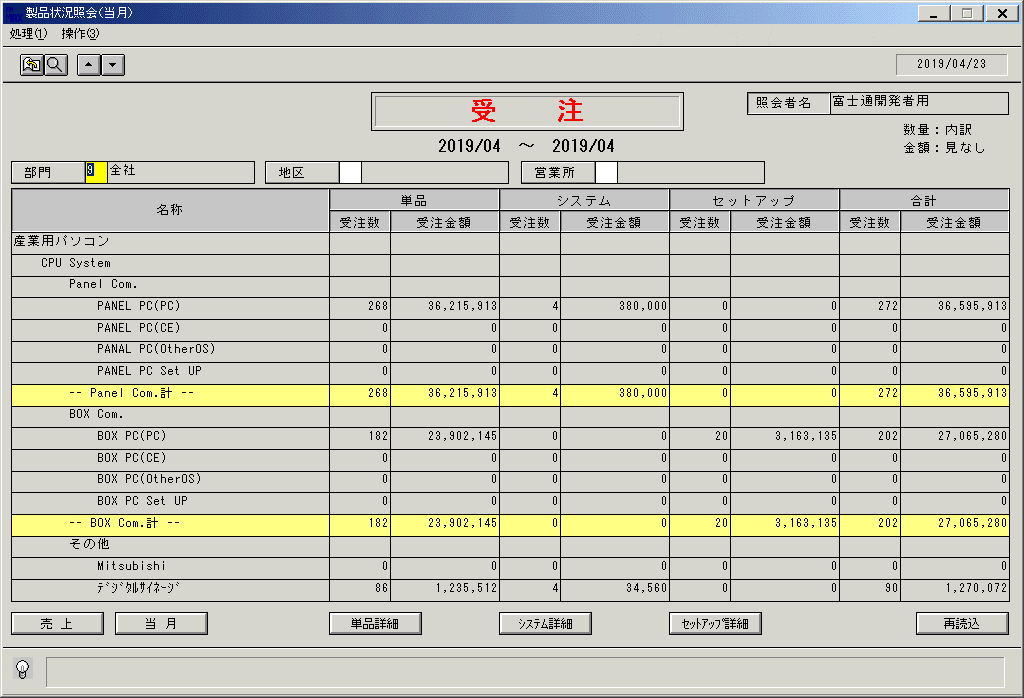 製品状況照会(当月)
処理(1) 操作(3)
2019/04/23
受 注
照会者名 富士通開発者用
2019/04 ～ 2019/04
数量：内訳
金額：見なし
部門 9 全社 地区 営業所
名称 単品 システム セットアップ 合計
受注数 受注金額 受注数 受注金額 受注数 受注金額 受注数 受注金額
産業用パソコン
CPU System
Panel Com.
PANEL PC(PC) 268 36,215,913 4 380,000 0 0 272 36,595,913
PANEL PC(CE) 0 0 0 0 0 0 0 0
PANAL PC(OtherOS) 0 0 0 0 0 0 0 0
PANEL PC Set UP 0 0 0 0 0 0 0 0
-- Panel Com.計 -- 268 36,215,913 4 380,000 0 0 272 36,595,913
BOX Com.
BOX PC(PC) 182 23,902,145 0 0 20 3,163,135 202 27,065,280
BOX PC(CE) 0 0 0 0 0 0 0 0
BOX PC(OtherOS) 0 0 0 0 0 0 0 0
BOX PC Set UP 0 0 0 0 0 0 0 0
-- BOX Com.計 -- 182 23,902,145 0 0 20 3,163,135 202 27,065,280
その他
Mitsubishi 0 0 0 0 0 0 0 0
ﾃﾞｼﾞﾀﾙｻｲﾈｰｼﾞ 86 1,235,512 4 34,560 0 0 90 1,270,072
売 上 当 月 単品詳細 ｼｽﾃﾑ詳細 ｾｯﾄｱｯﾌﾟ詳細 再読込